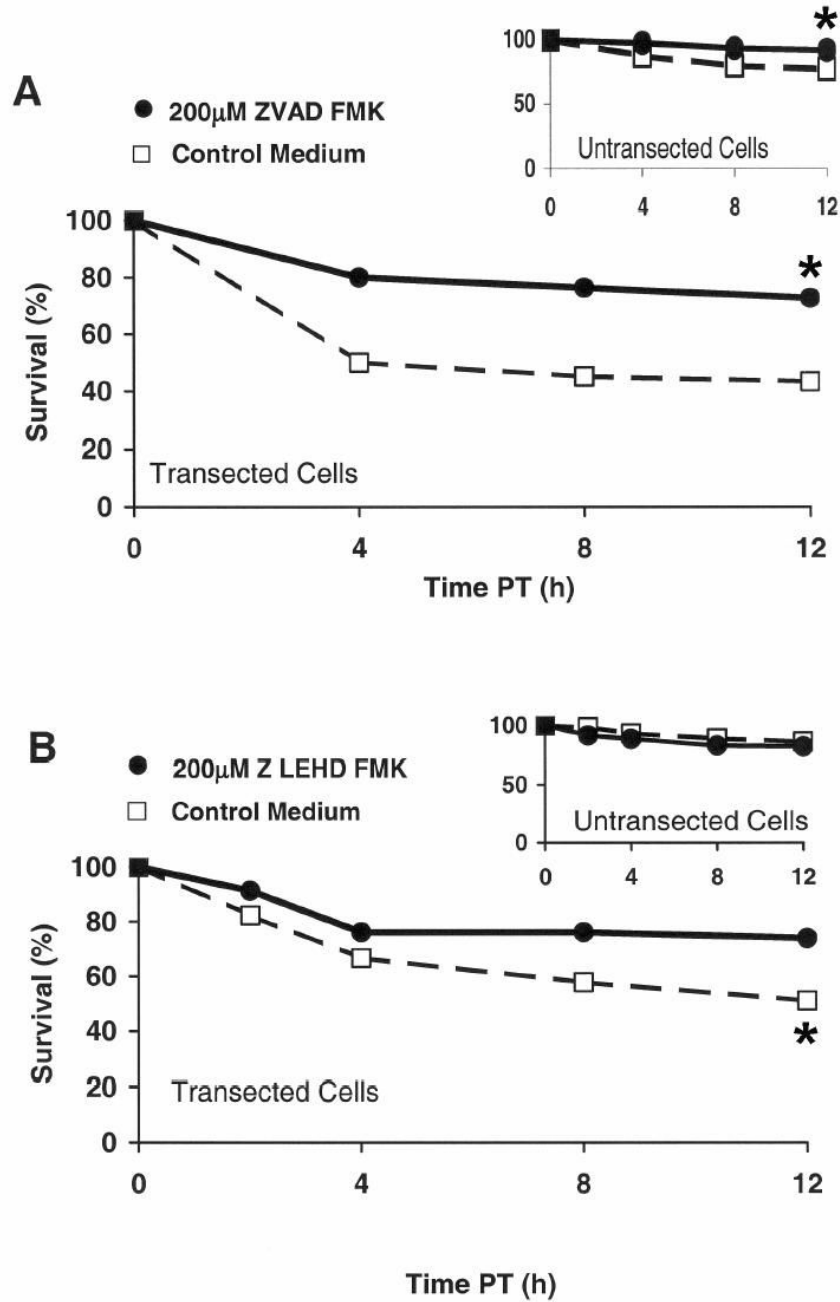 A
● 200μM ZVAD FMK
□ Control Medium
*
100
50
0
Untransected Cells
0 4 8 12
100
80
60
40
20
0
Survival (%)
*
Transected Cells
0 4 8 12
Time PT (h)
B
● 200μM Z LEHD FMK
□ Control Medium
100
50
0
Untransected Cells
0 4 8 12
100
80
60
40
20
0
Survival (%)
*
Transected Cells
0 4 8 12
Time PT (h)